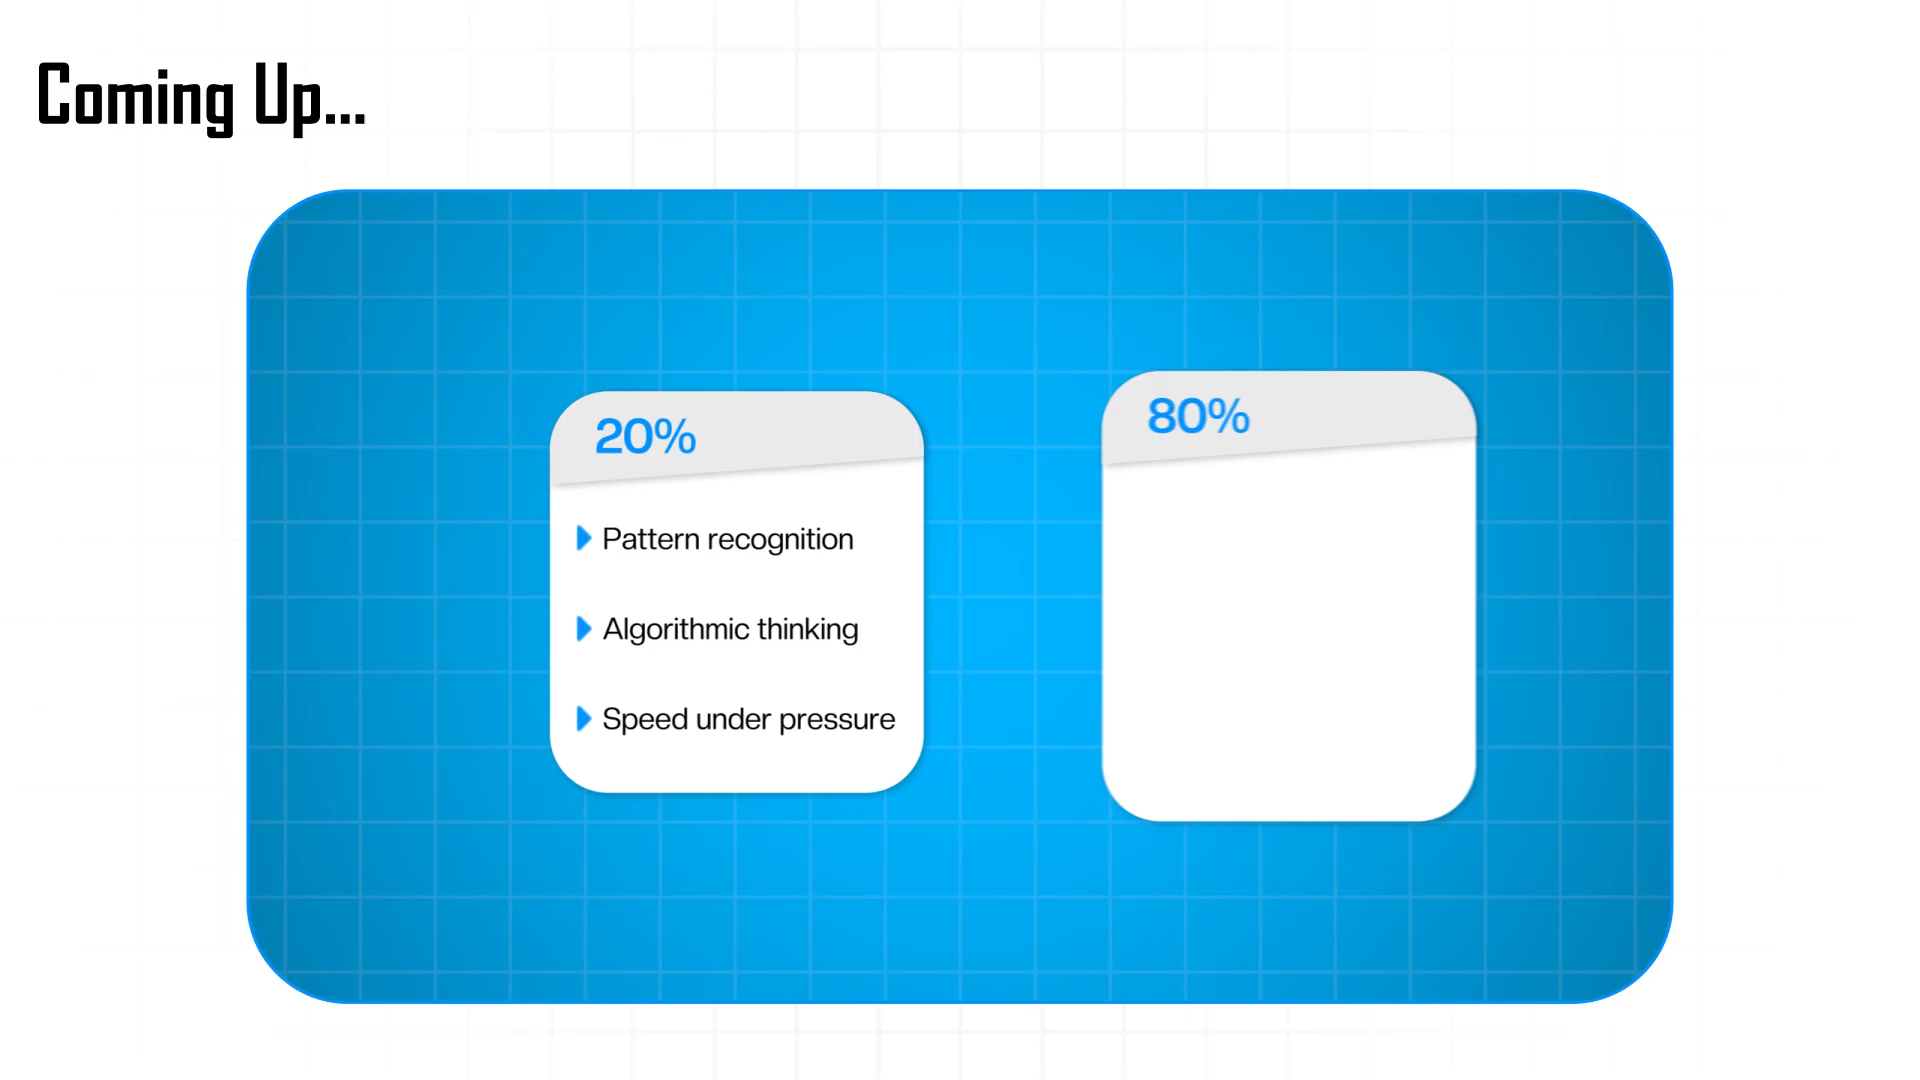 Coming Up...
20%
Pattern recognition
Algorithmic thinking
Speed under pressure
80%